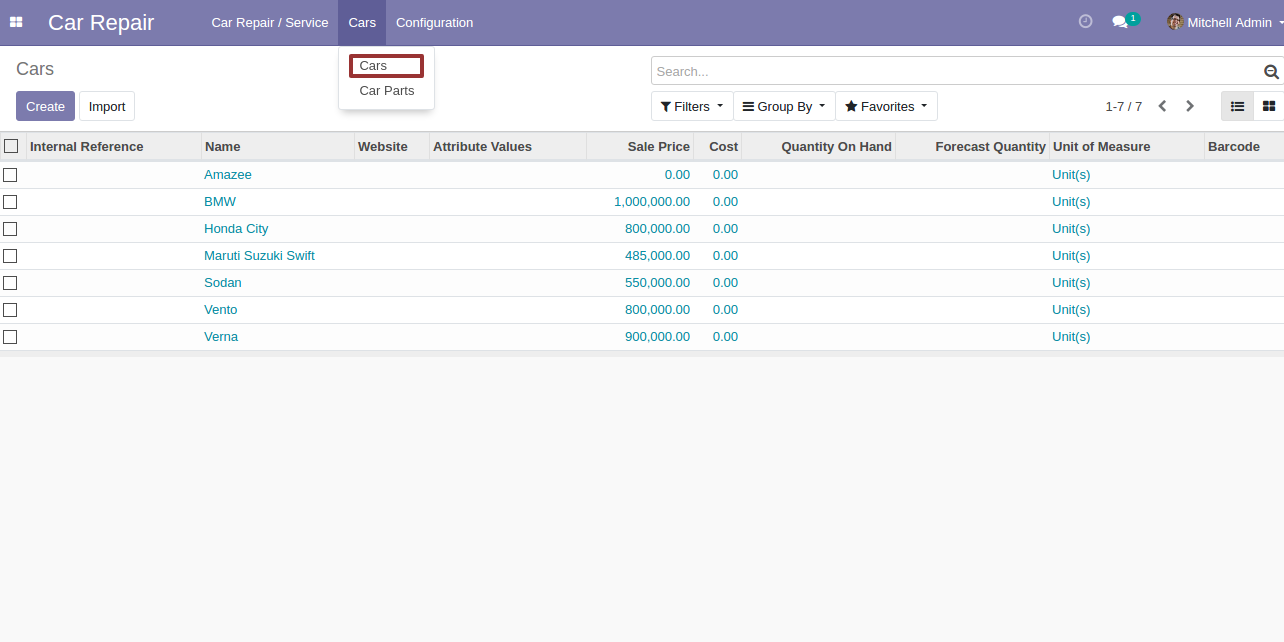 Car Repair Car Repair / Service Cars Configuration 1 Mitchell Admin
Cars
Cars
Car Parts
Search...
Create Import
Filters Group By Favorites 1-7 / 7
Internal Reference Name Website Attribute Values Sale Price Cost Quantity On Hand Forecast Quantity Unit of Measure Barcode
Amazee 0.00 0.00 Unit(s)
BMW 1,000,000.00 0.00 Unit(s)
Honda City 800,000.00 0.00 Unit(s)
Maruti Suzuki Swift 485,000.00 0.00 Unit(s)
Sodan 550,000.00 0.00 Unit(s)
Vento 800,000.00 0.00 Unit(s)
Verna 900,000.00 0.00 Unit(s)